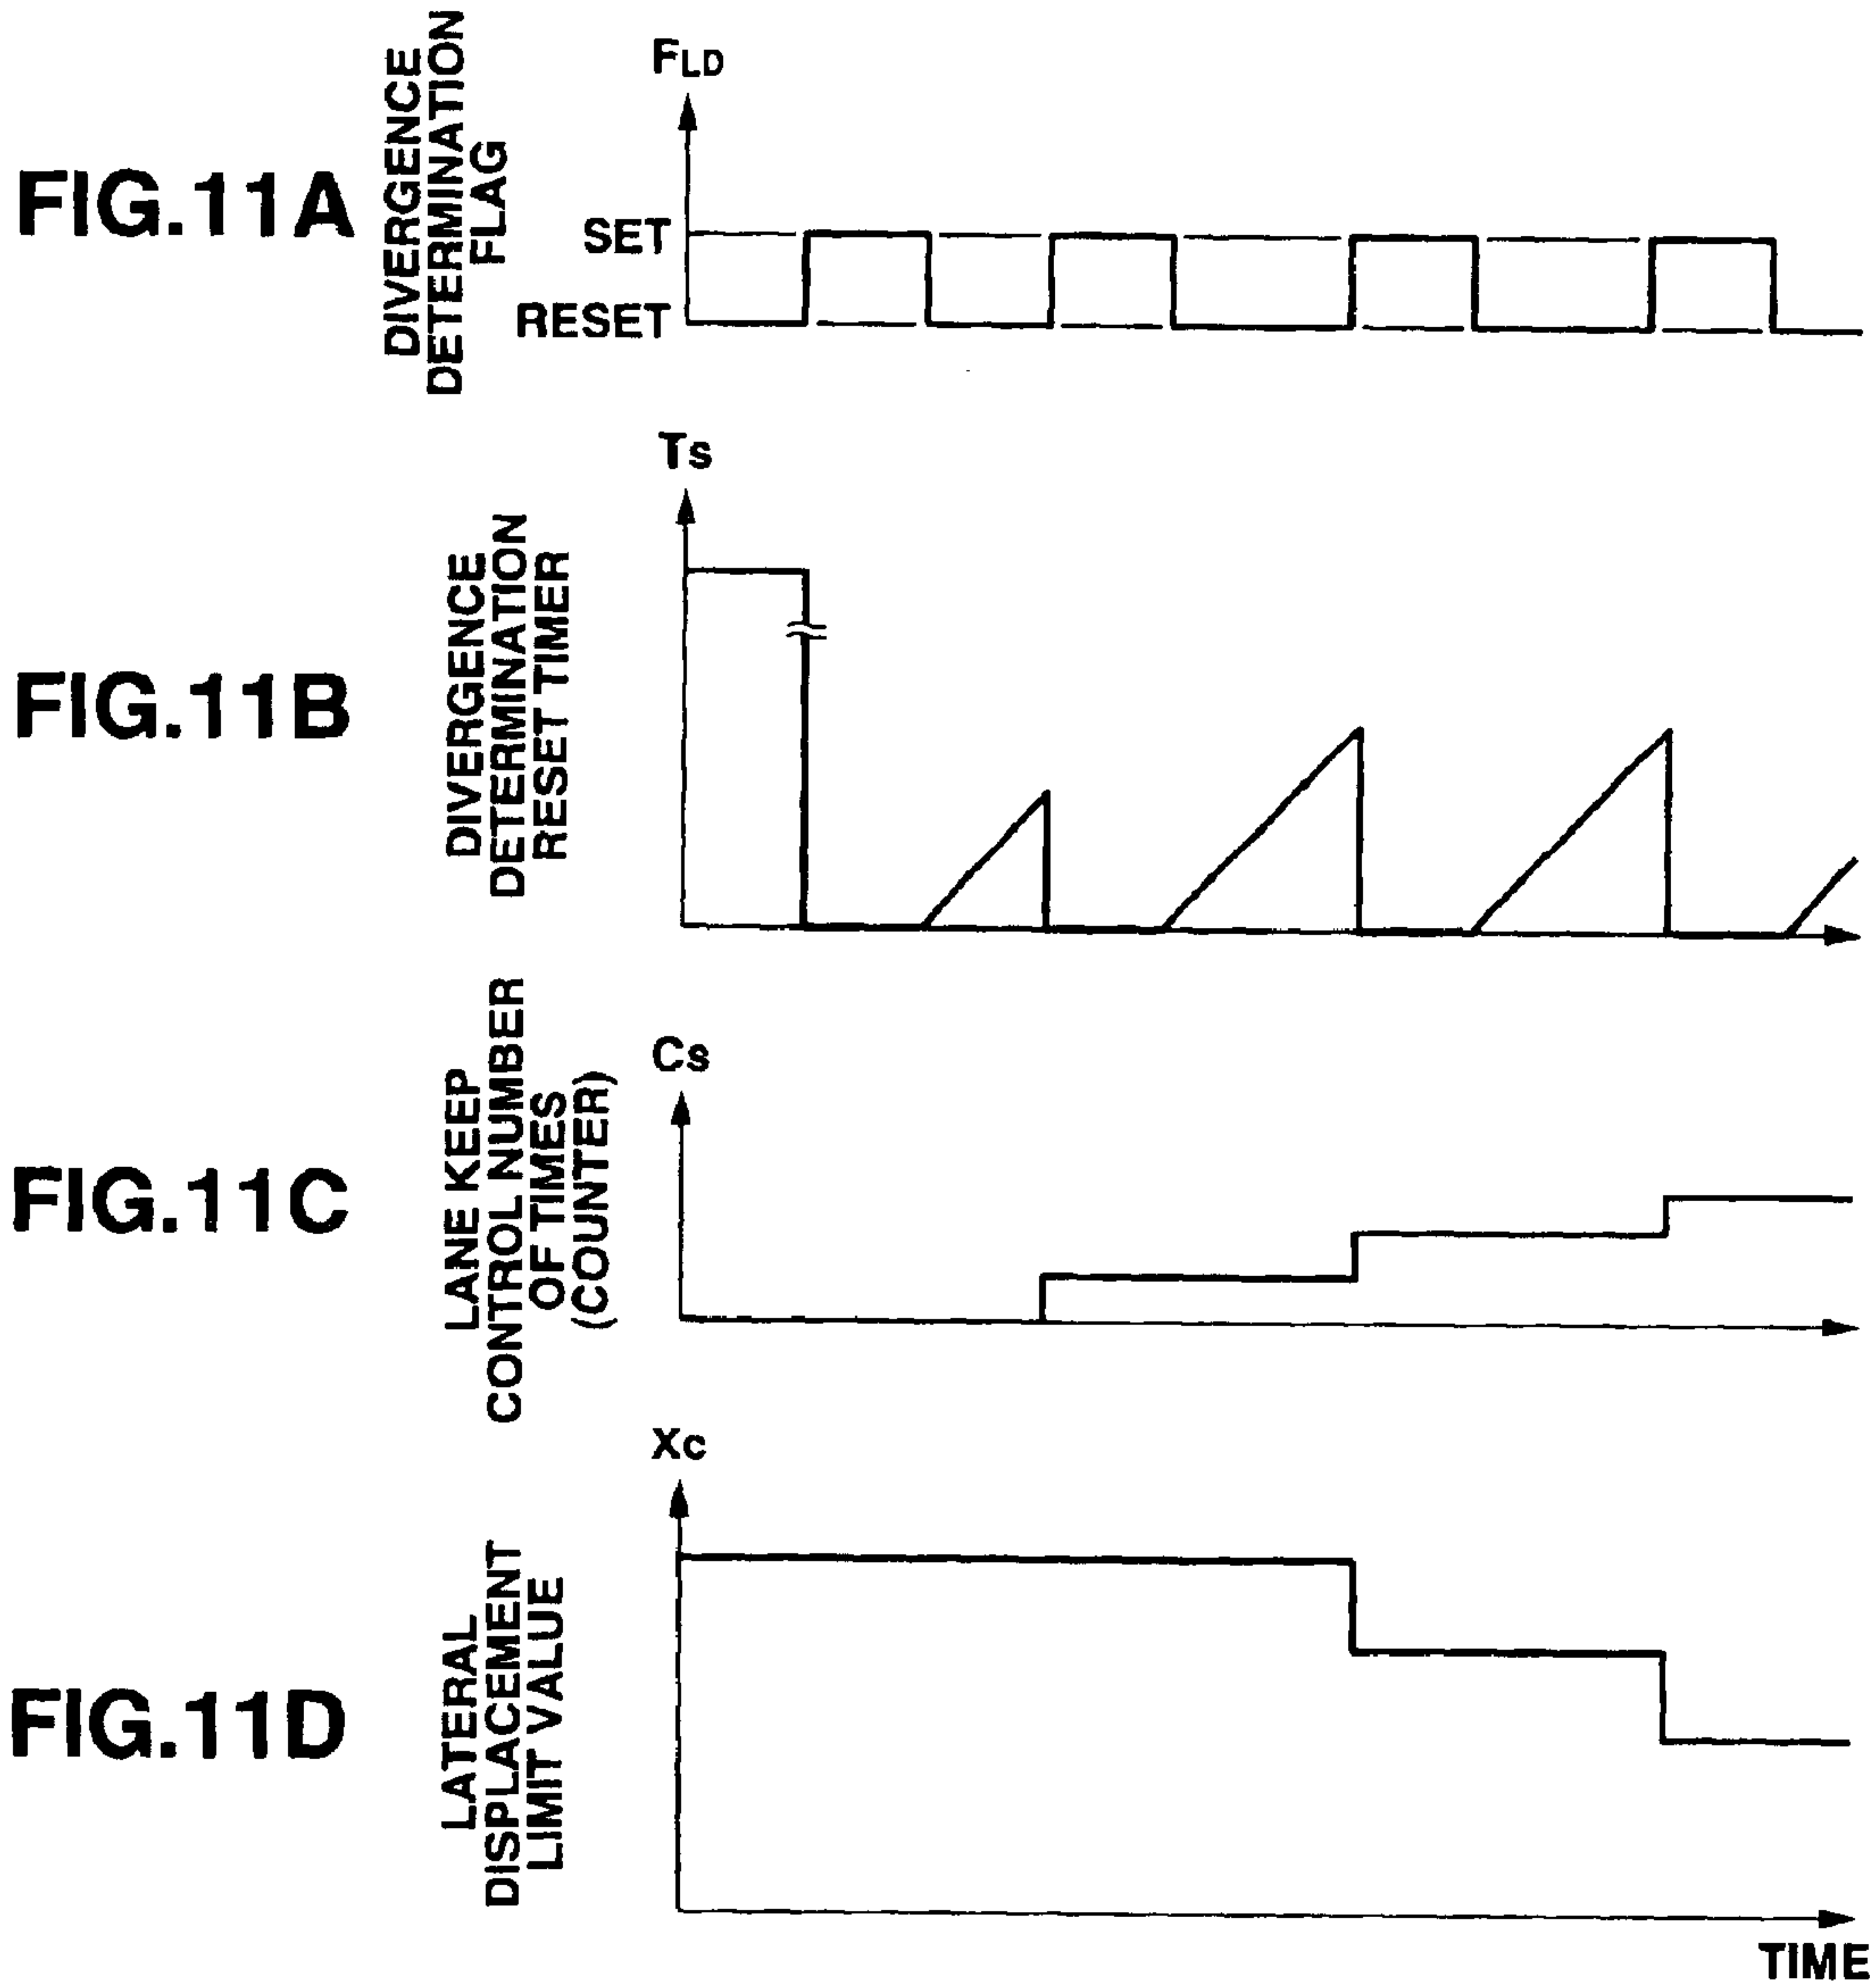 FIG.11A
DIVERGENCE
DETERMINATION
FLAG
FLD
SET
RESET
FIG.11B
DIVERGENCE
DETERMINATION
RESET TIMER
Ts
FIG.11C
LANE KEEP
CONTROL NUMBER
OF TIMES
(COUNTER)
Cs
FIG.11D
LATERAL
DISPLACEMENT
LIMIT VALUE
Xc
TIME